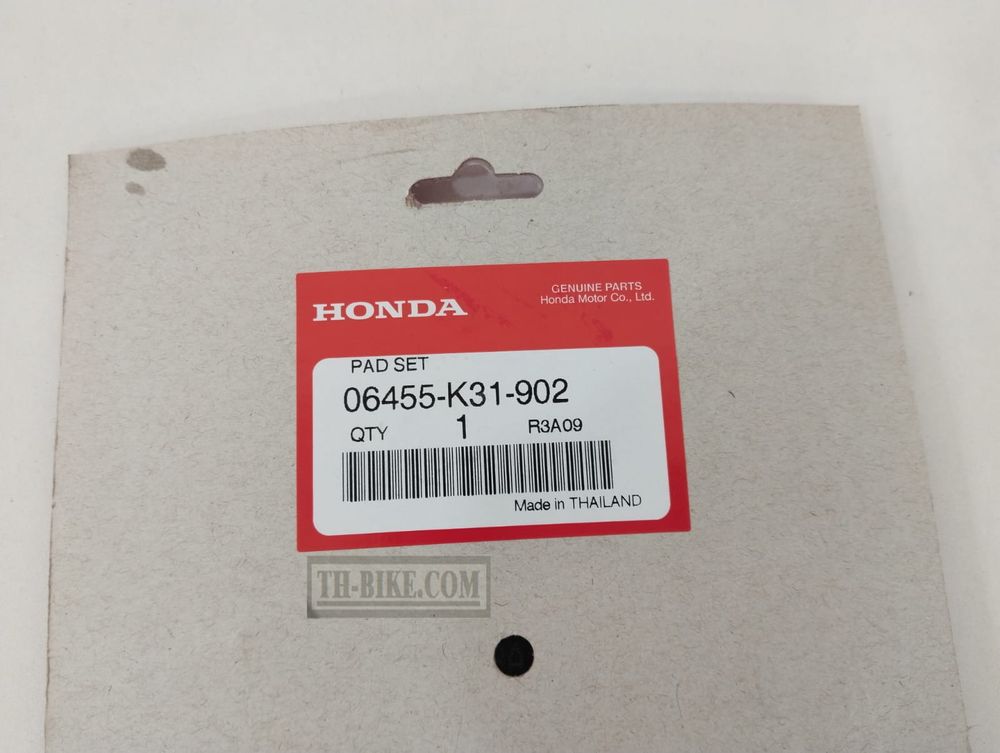 HONDA
GENUINE PARTS
Honda Motor Co., Ltd.
PAD SET
06455-K31-902
QTY 1 R3A09
Made in THAILAND
TH-BIKE.COM